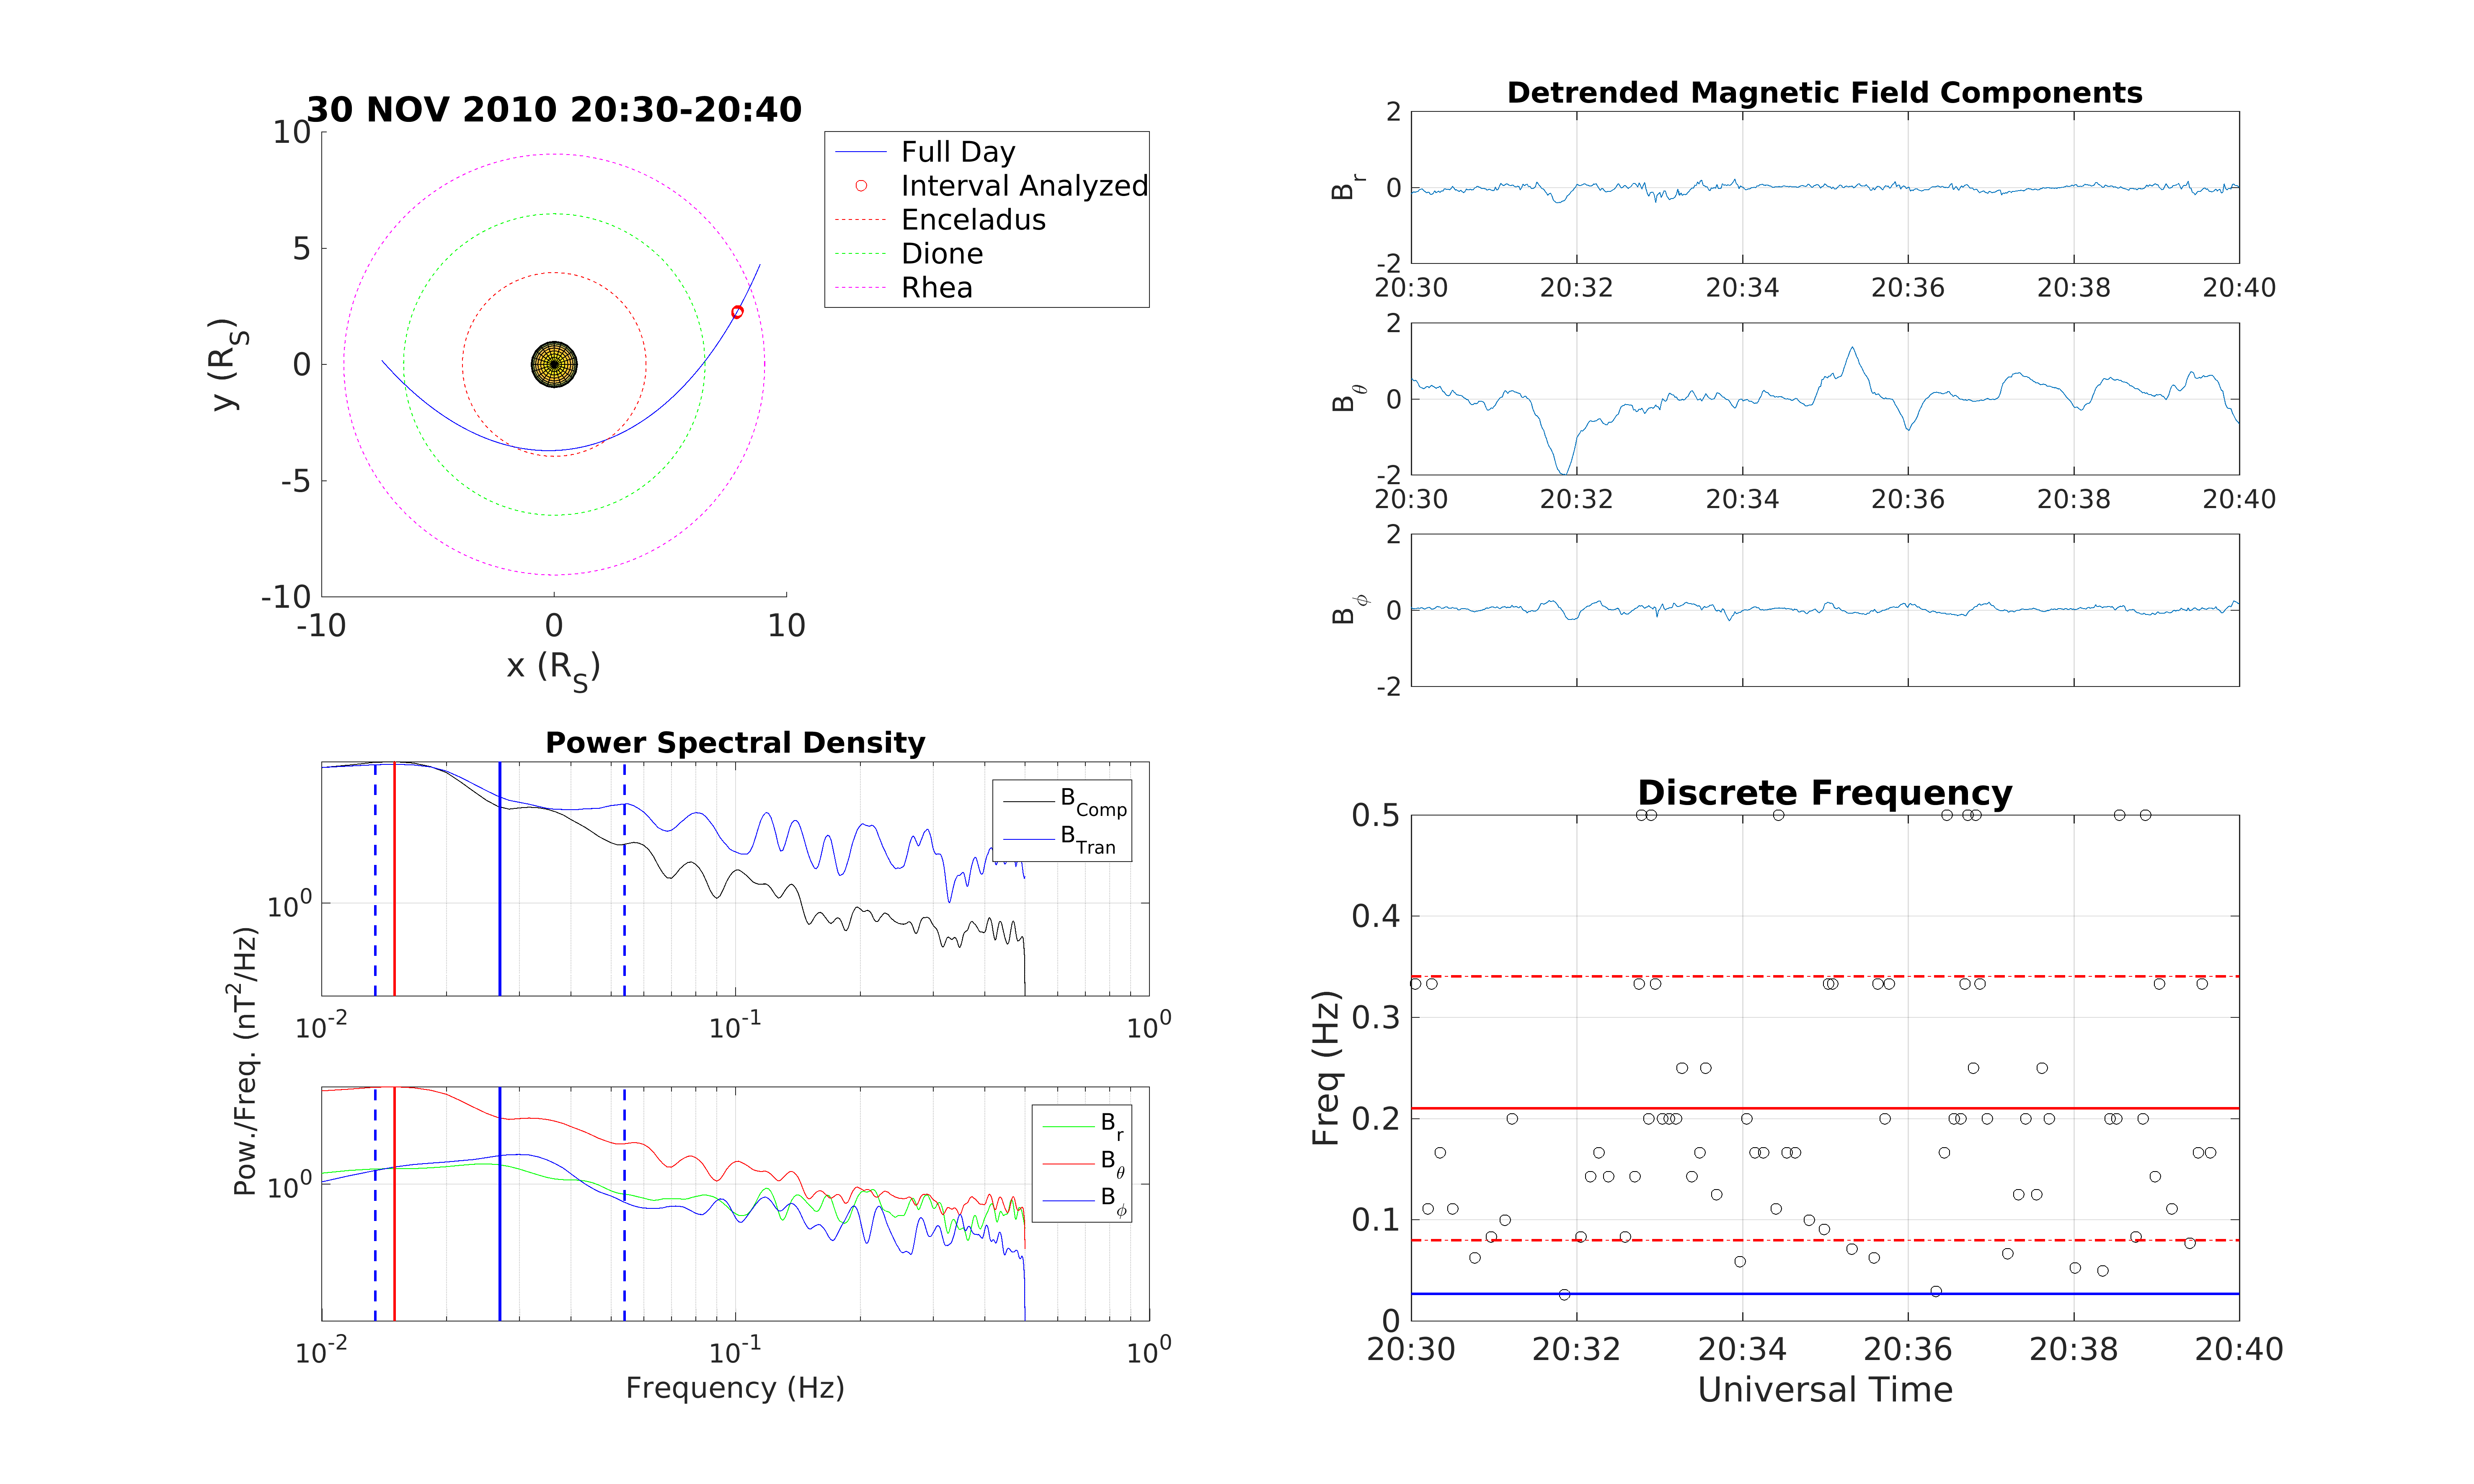 30 NOV 2010 20:30-20:40
10
5
0
-5
-10
-10 0 10
y (R_S)
x (R_S)
Full Day
Interval Analyzed
Enceladus
Dione
Rhea
Detrended Magnetic Field Components
2
0
-2
B_r
20:30 20:32 20:34 20:36 20:38 20:40
2
0
-2
B_θ
20:30 20:32 20:34 20:36 20:38 20:40
2
0
-2
B_ϕ
Power Spectral Density
10^0
B_Comp
B_Tran
10^-2 10^-1 10^0
Pow./Freq. (nT^2/Hz)
10^0
B_r
B_θ
B_ϕ
10^-2 10^-1 10^0
Frequency (Hz)
Discrete Frequency
0.5
0.4
0.3
0.2
0.1
0
Freq (Hz)
20:30 20:32 20:34 20:36 20:38 20:40
Universal Time